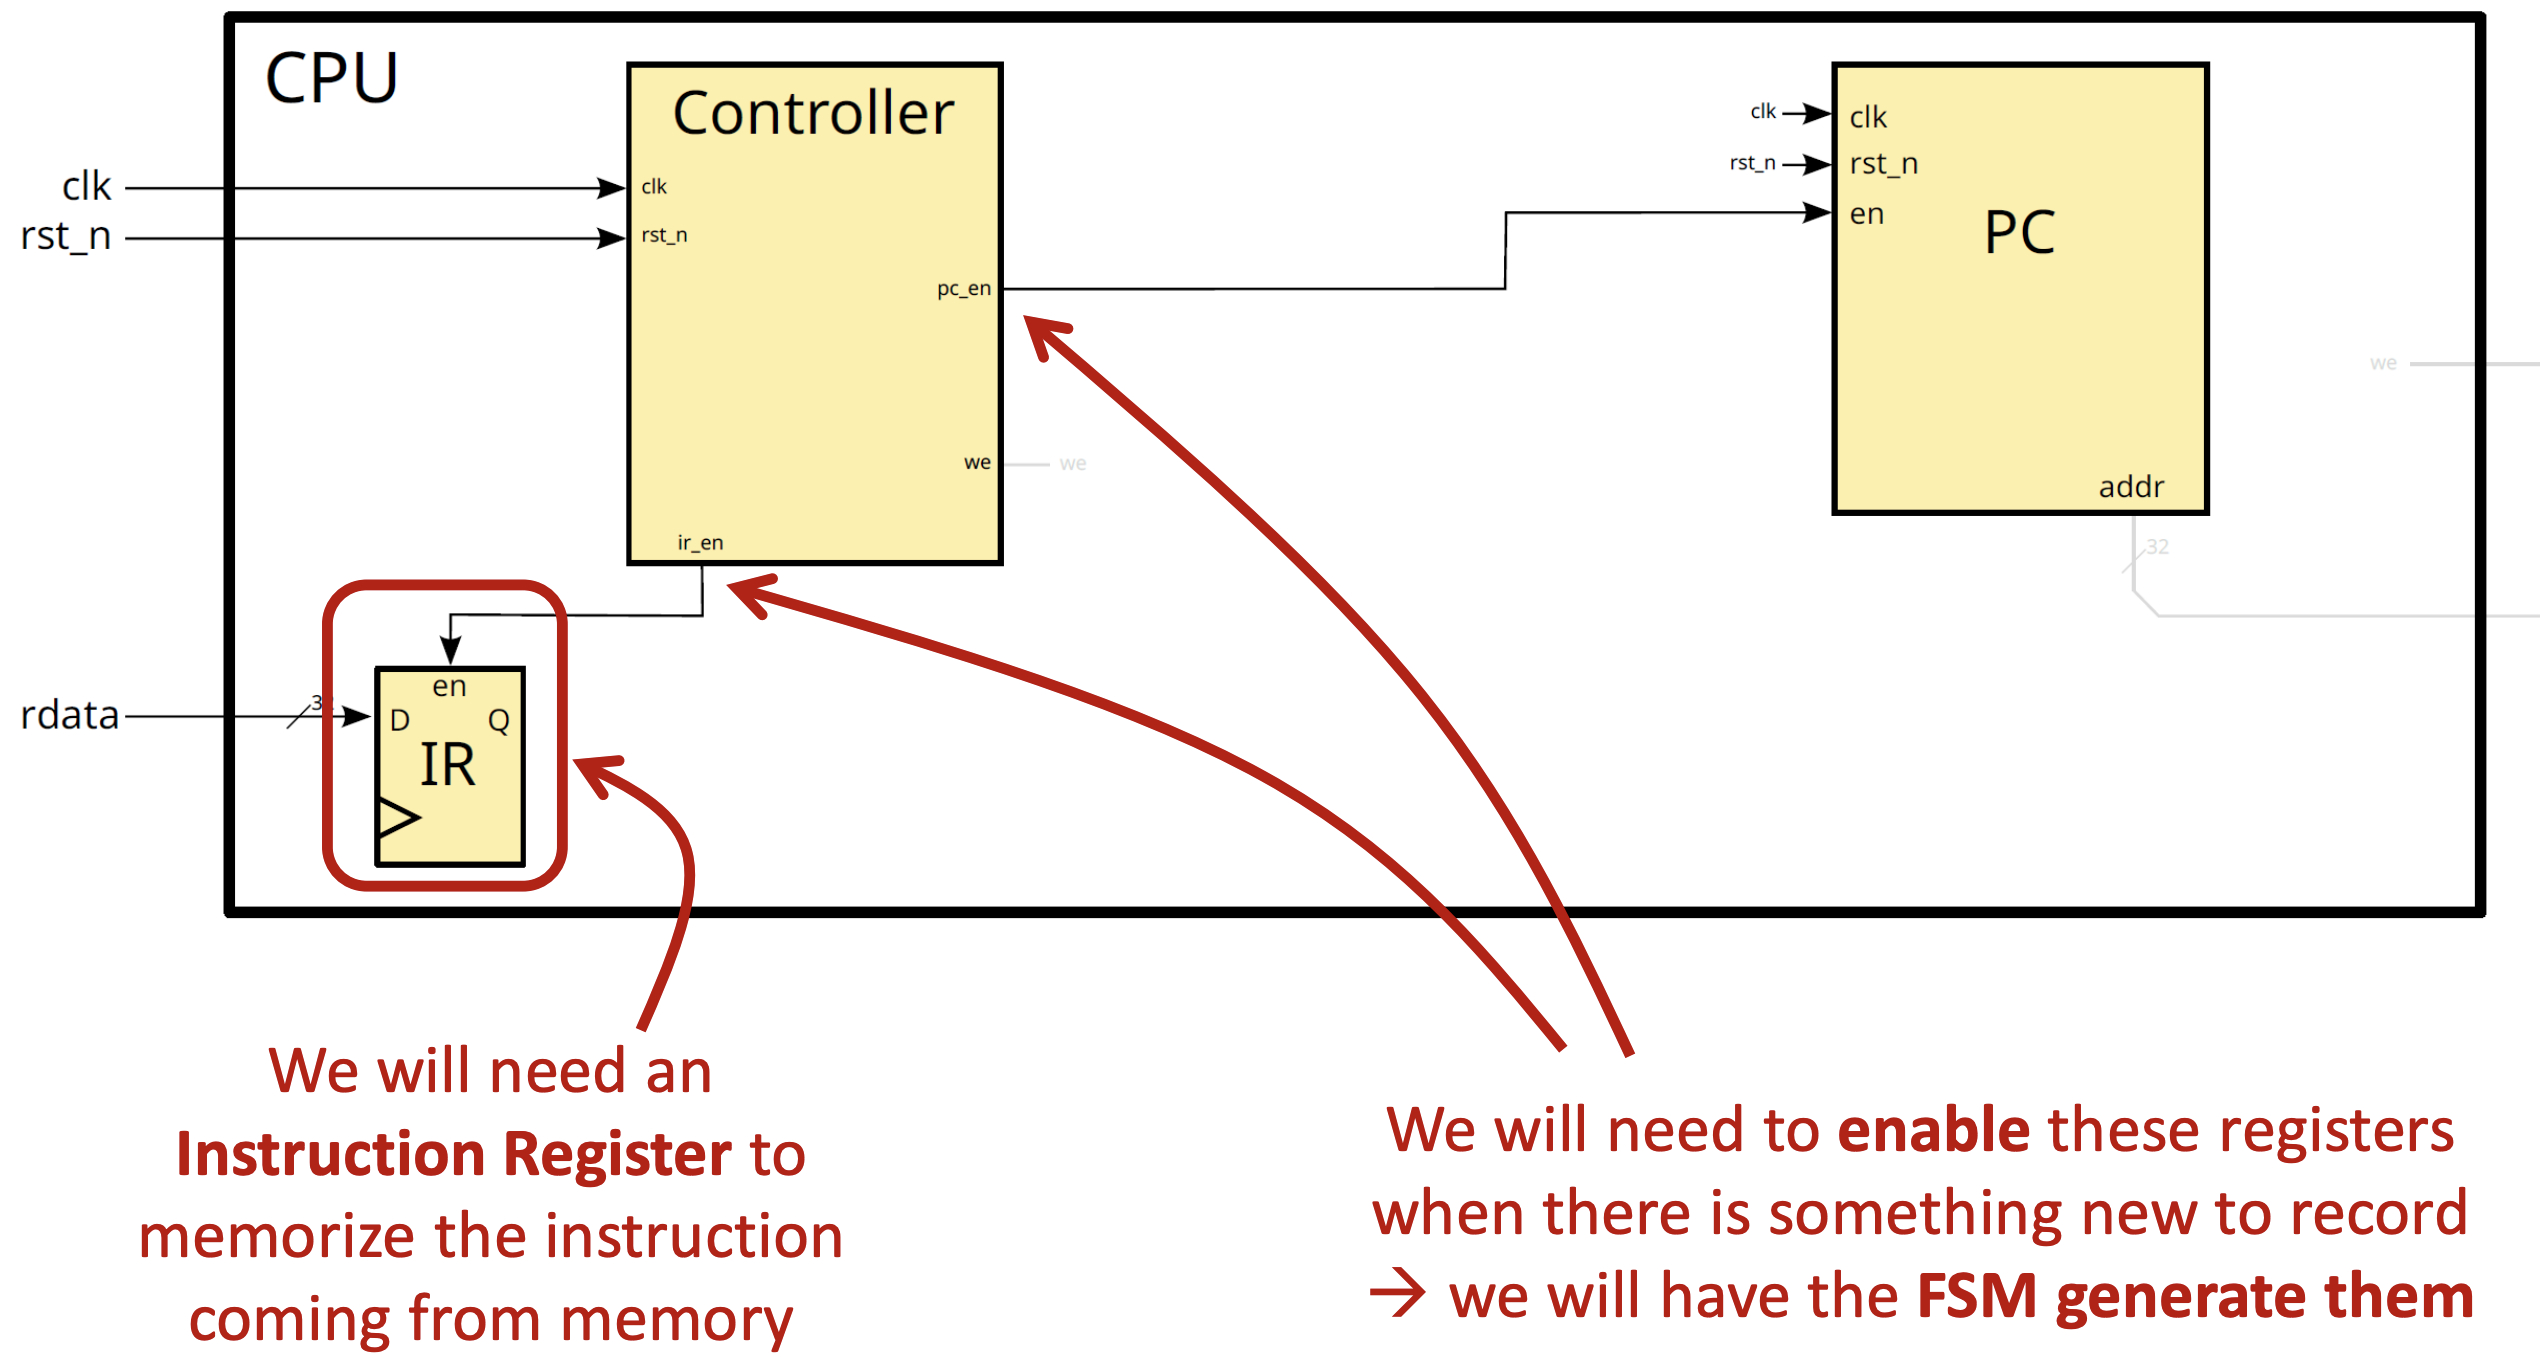 CPU
Controller
clk
rst_n
clk
rst_n
pc_en
we
we
ir_en
clk
rst_n
clk
rst_n
en
PC
addr
32
we
rdata
en
D
Q
IR
We will need an
Instruction Register to
memorize the instruction
coming from memory
We will need to enable these registers
when there is something new to record
→ we will have the FSM generate them